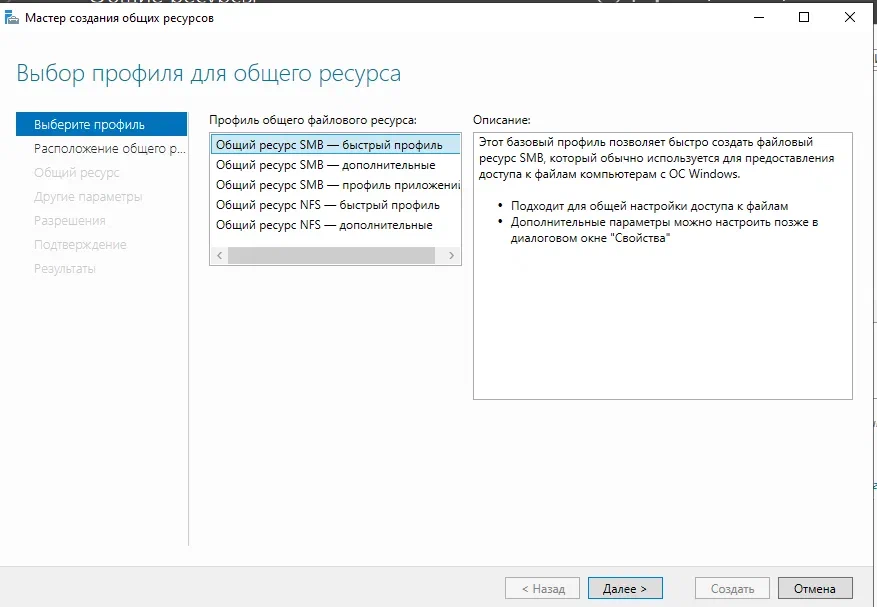 Мастер создания общих ресурсов
Выбор профиля для общего ресурса
Выберите профиль
Расположение общего р...
Общий ресурс
Другие параметры
Разрешения
Подтверждение
Результаты
Профиль общего файлового ресурса:
Общий ресурс SMB — быстрый профиль
Общий ресурс SMB — дополнительные
Общий ресурс SMB — профиль приложени
Общий ресурс NFS — быстрый профиль
Общий ресурс NFS — дополнительные
Описание:
Этот базовый профиль позволяет быстро создать файловый
ресурс SMB, который обычно используется для предоставления
доступа к файлам компьютерам с ОС Windows.
• Подходит для общей настройки доступа к файлам
• Дополнительные параметры можно настроить позже в
диалоговом окне "Свойства"
< Назад
Далее >
Создать
Отмена